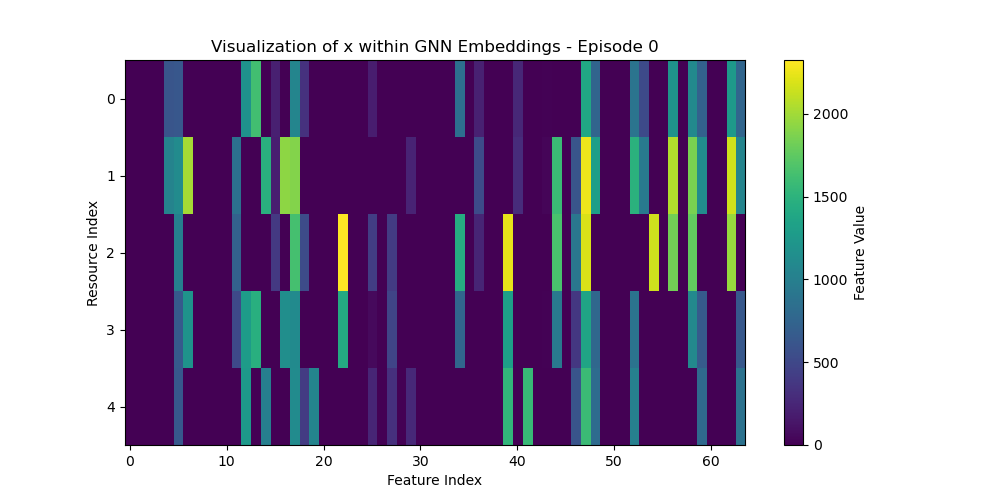 Visualization of x within GNN Embeddings - Episode 0
Resource Index
0
1
2
3
4
0 10 20 30 40 50 60
Feature Index
2000
1500
1000
500
0
Feature Value